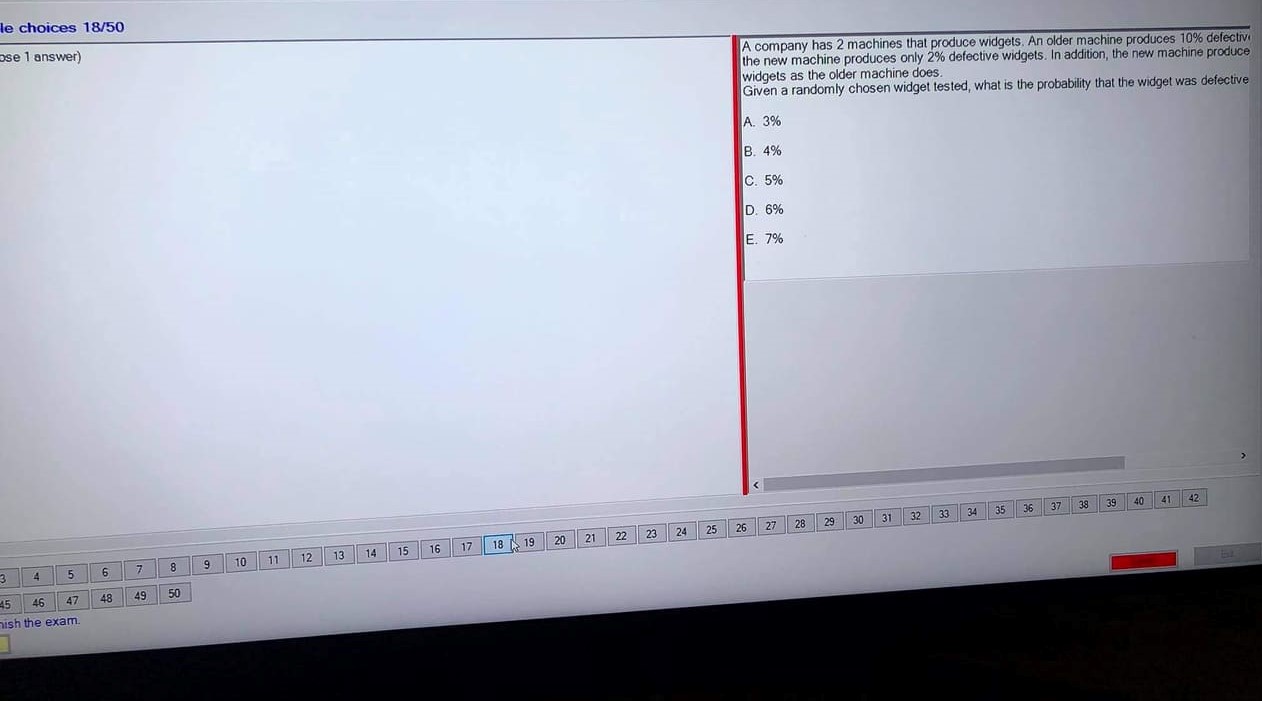 le choices 18/50
ose 1 answer)
A company has 2 machines that produce widgets. An older machine produces 10% defectiv
the new machine produces only 2% defective widgets. In addition, the new machine produce
widgets as the older machine does.
Given a randomly chosen widget tested, what is the probability that the widget was defective
A. 3%
B. 4%
C. 5%
D. 6%
E. 7%
3 4 5 6 7 8 9 10 11 12 13 14 15 16 17 18 19 20 21 22 23 24 25 26 27 28 29 30 31 32 33 34 35 36 37 38 39 40 41 42
45 46 47 48 49 50
nish the exam.